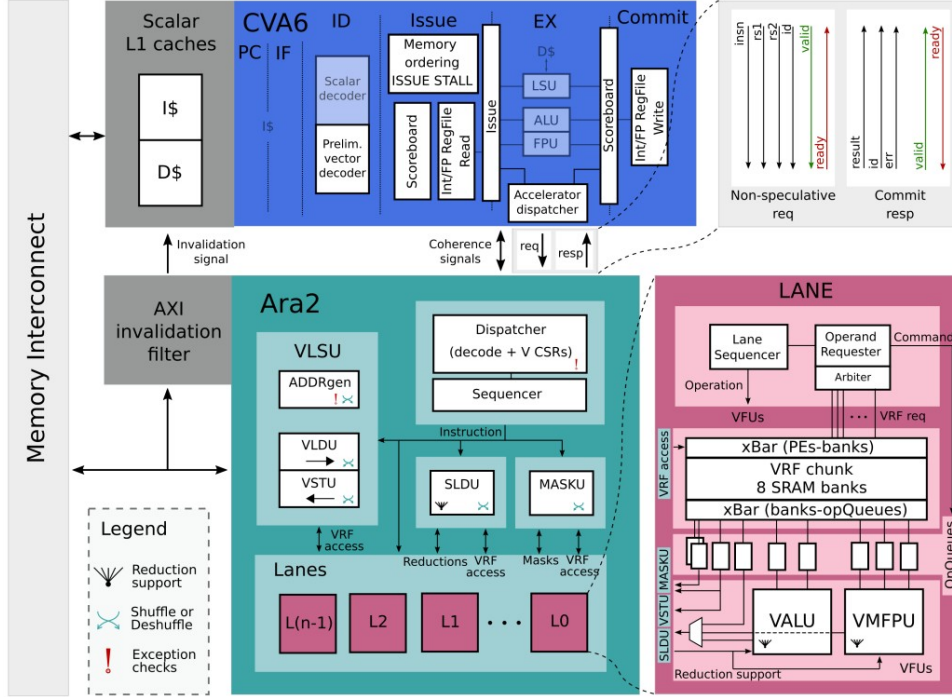 Memory Interconnect
Scalar
L1 caches
I$
D$
CVA6
PC
IF
ID
Issue
EX
Commit
I$
Scalar
decoder
Prelim.
vector
decoder
Memory
ordering
ISSUE STALL
Scoreboard
Int/FP RegFile
Read
Issue
D$
LSU
ALU
FPU
Accelerator
dispatcher
Scoreboard
Int/FP RegFile
Write
insn
rs1
rs2
id
valid
ready
Non-speculative
req
result
id
err
valid
ready
Commit
resp
Invalidation
signal
Coherence
signals
req
resp
AXI
invalidation
filter
Ara2
VLSU
ADDRgen
!
VLDU
VSTU
Dispatcher
(decode + V CSRs)
!
Sequencer
Instruction
SLDU
MASKU
VRF
access
Reductions
VRF
access
Masks
VRF
access
Lanes
L(n-1)
L2
L1
L0
Legend
Reduction
support
Shuffle or
Deshuffle
!
Exception
checks
LANE
Lane
Sequencer
Operand
Requester
Arbiter
Command
Operation
VFUs
VRF req
VRF access
xBar (PEs-banks)
VRF chunk
8 SRAM banks
xBar (banks-opQueues)
OpQueues
MASKU
VSTU
SLDU
VALU
VMFPU
Reduction support
VFUs